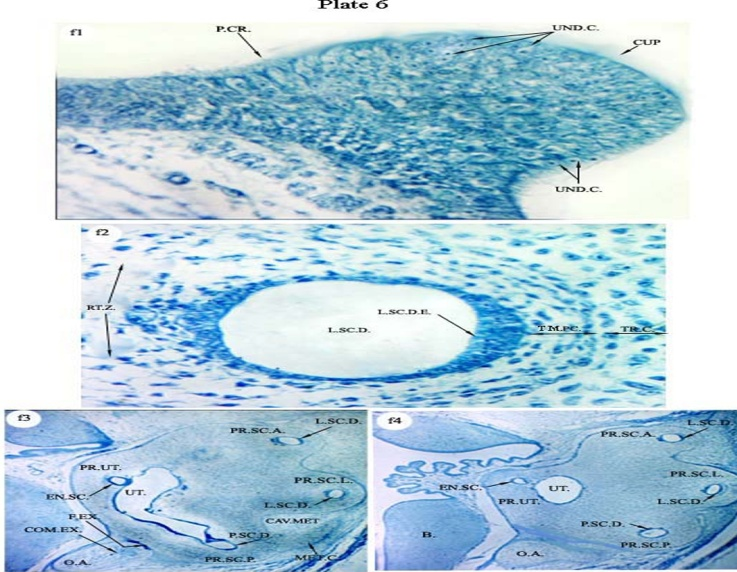 Plate 6
f1
P.CR.
UND.C.
CUP
UND.C.
f2
RT.Z.
L.SC.D.E.
L.SC.D.
T.M.PC.
TR.C.
f3
L.SC.D.
PR.SC.A.
PR.UT.
PR.SC.L.
EN.SC.
UT.
L.SC.D.
F.EX.
CAV.MET
COM.EX.
P.SC.D.
MET.C.
PR.SC.P.
O.A.
f4
L.SC.D.
PR.SC.A.
PR.SC.L.
EN.SC.
UT.
PR.UT.
L.SC.D.
P.SC.D.
B.
PR.SC.P.
O.A.